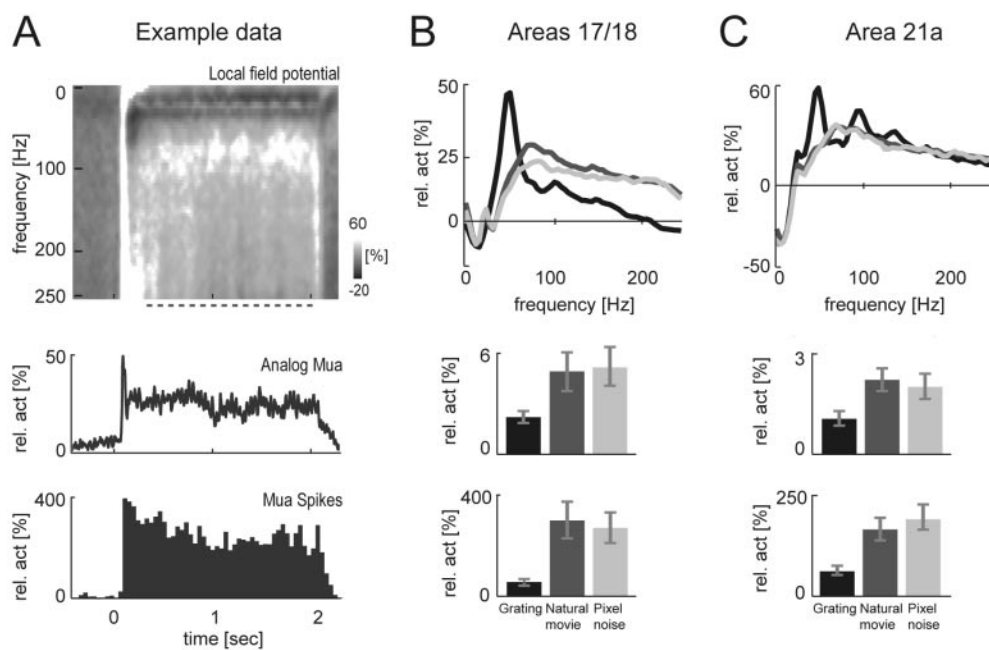 A
Example data
Local field potential
0
100
200
250
frequency [Hz]
60
[%]
-20
50
0
rel. act [%]
Analog Mua
400
0
rel. act [%]
Mua Spikes
0
1
2
time [sec]
B
Areas 17/18
50
25
0
rel. act [%]
0
100
200
frequency [Hz]
6
0
rel. act [%]
400
0
rel. act [%]
Grating
Natural movie
Pixel noise
C
Area 21a
60
0
-50
rel. act [%]
0
100
200
frequency [Hz]
3
0
rel. act [%]
250
0
rel. act [%]
Grating
Natural movie
Pixel noise